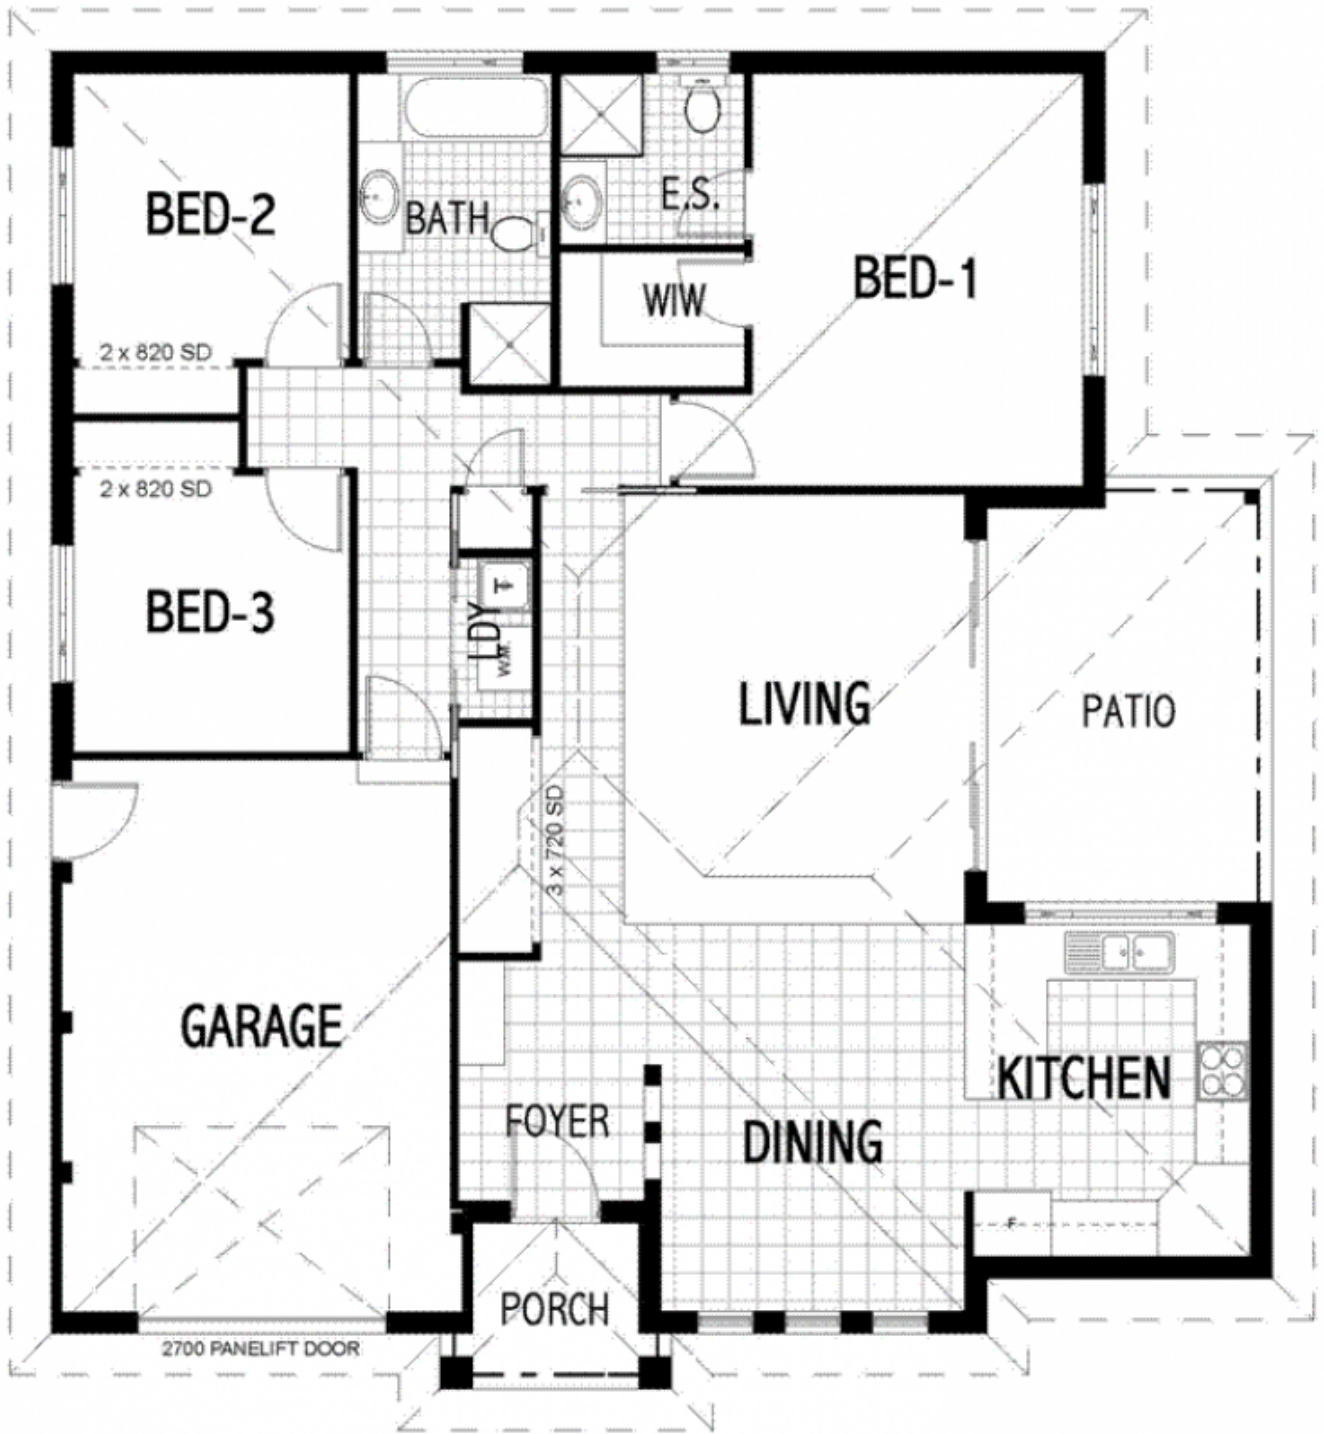 BED-2
BATH
E.S.
WIW
BED-1
2 x 820 SD
2 x 820 SD
BED-3
T
LDY
W.M.
LIVING
PATIO
3 x 720 SD
GARAGE
FOYER
KITCHEN
DINING
F
PORCH
2700 PANELIFT DOOR